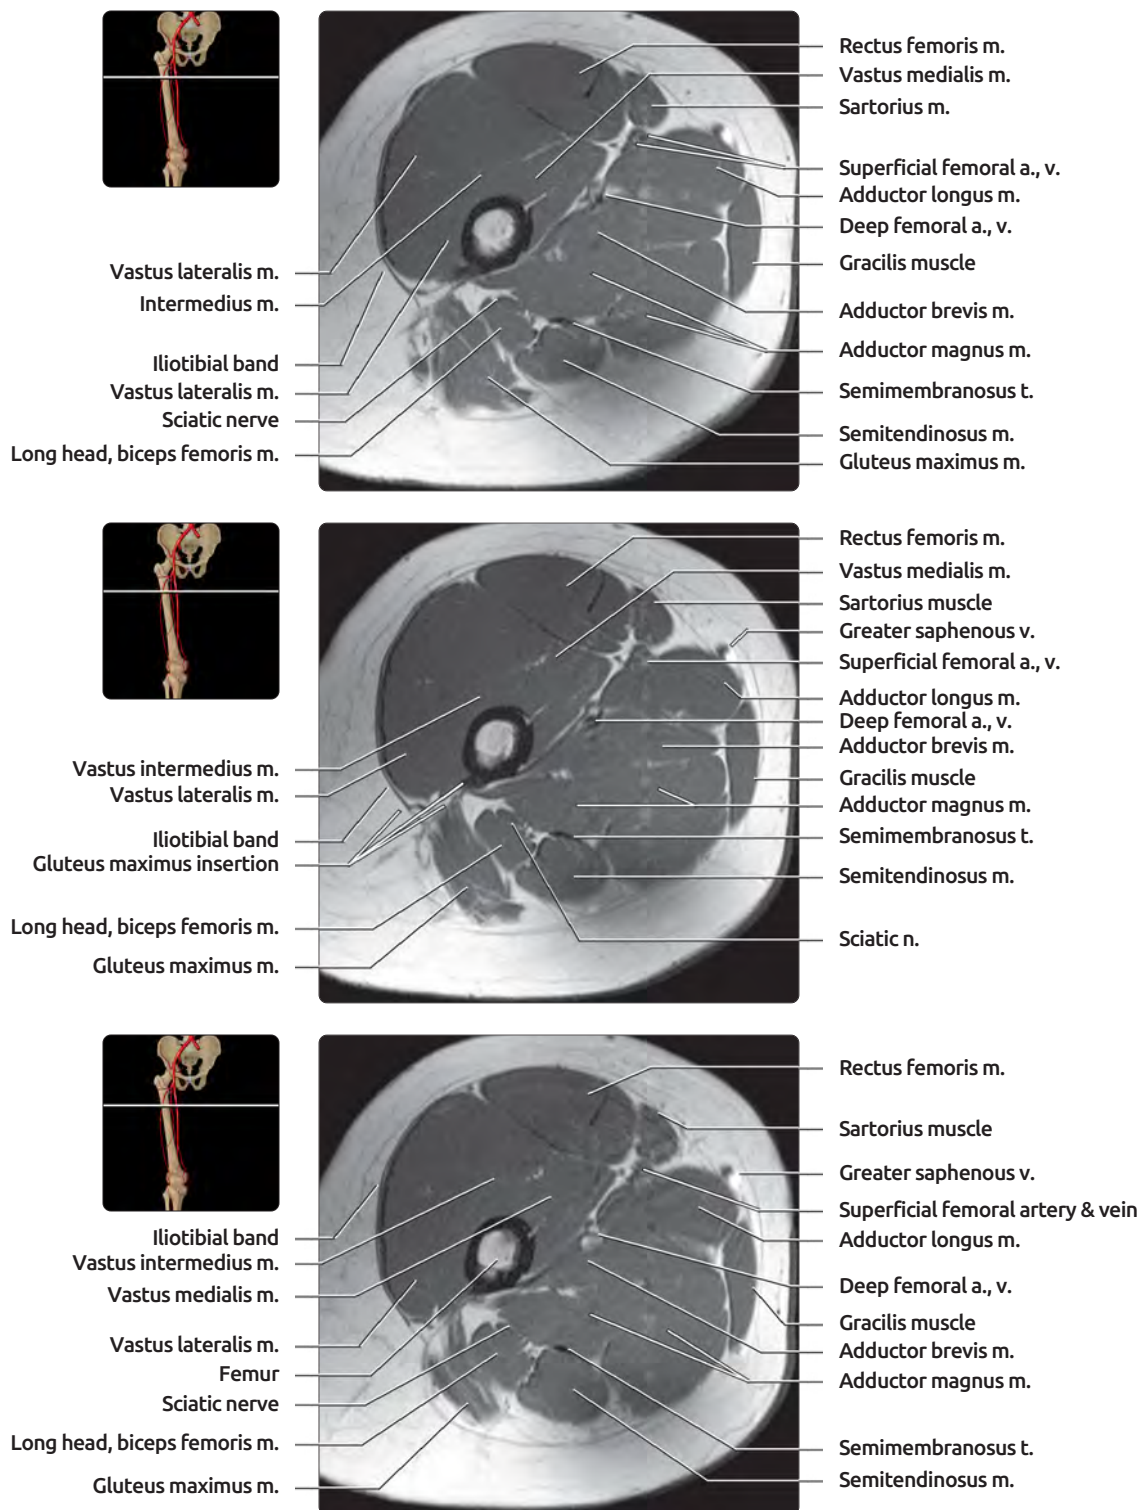 Rectus femoris m.
Vastus medialis m.
Sartorius m.
Superficial femoral a., v.
Adductor longus m.
Deep femoral a., v.
Gracilis muscle
Adductor brevis m.
Adductor magnus m.
Semimembranosus t.
Semitendinosus m.
Gluteus maximus m.
Vastus lateralis m.
Intermedius m.
Iliotibial band
Vastus lateralis m.
Sciatic nerve
Long head, biceps femoris m.
Rectus femoris m.
Vastus medialis m.
Sartorius muscle
Greater saphenous v.
Superficial femoral a., v.
Adductor longus m.
Deep femoral a., v.
Adductor brevis m.
Gracilis muscle
Adductor magnus m.
Semimembranosus t.
Semitendinosus m.
Sciatic n.
Vastus intermedius m.
Vastus lateralis m.
Iliotibial band
Gluteus maximus insertion
Long head, biceps femoris m.
Gluteus maximus m.
Rectus femoris m.
Sartorius muscle
Greater saphenous v.
Superficial femoral artery & vein
Adductor longus m.
Deep femoral a., v.
Gracilis muscle
Adductor brevis m.
Adductor magnus m.
Semimembranosus t.
Semitendinosus m.
Iliotibial band
Vastus intermedius m.
Vastus medialis m.
Vastus lateralis m.
Femur
Sciatic nerve
Long head, biceps femoris m.
Gluteus maximus m.